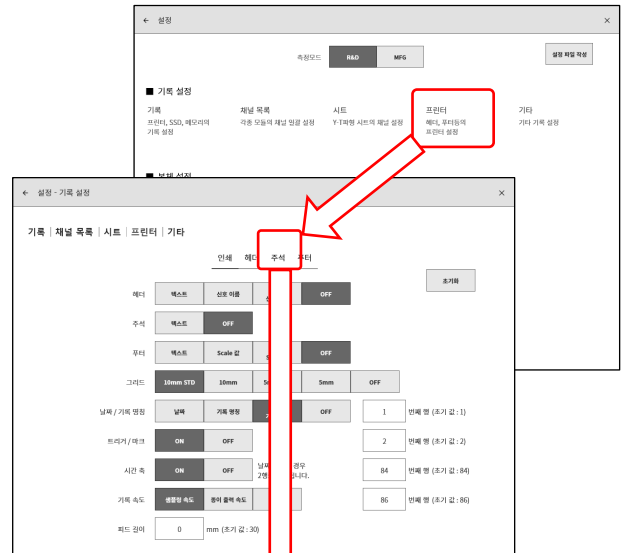 ← 설정 ×
측정모드 R&D MFG 설정 파일 작성
■ 기록 설정
기록 채널 목록 시트 프린터 기타
프린터, SSD, 메모리의 각종 모듈의 채널 연결 설정 Y-T파형 시트의 채널 설정 헤더, 푸터등의 기타 기록 설정
기록 설정 프린터 설정
← 설정 - 기록 설정 ×
기록 | 채널 목록 | 시트 | 프린터 | 기타
인쇄 헤더 주석 푸터
초기화
헤더 텍스트 신호 이름 OFF
주석 텍스트 OFF
푸터 텍스트 Scale 값 OFF
그리드 10mm STD 10mm 5mm OFF
날짜 / 기록 명칭 날짜 기록 명칭 OFF 1 번째 행 (초기 값 : 1)
트리거 / 마크 ON OFF 2 번째 행 (초기 값 : 2)
시간 축 ON OFF 날짜 경우 84 번째 행 (초기 값 : 84)
기록 속도 샘플링 속도 종이 출력 속도 86 번째 행 (초기 값 : 86)
피드 길이 0 mm (초기 값 : 30)